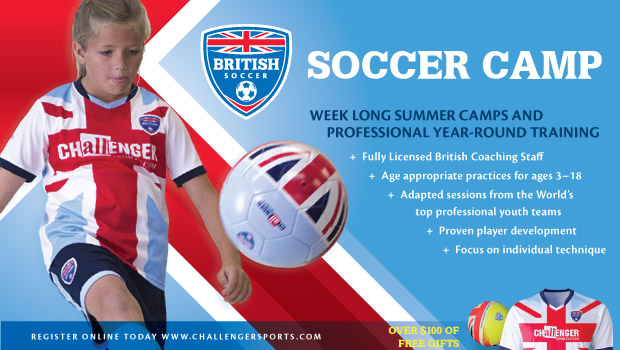 BRITISH
SOCCER
SOCCER CAMP
WEEK LONG SUMMER CAMPS AND
PROFESSIONAL YEAR-ROUND TRAINING
+ Fully Licensed British Coaching Staff
+ Age appropriate practices for ages 3–18
+ Adapted sessions from the World's
top professional youth teams
+ Proven player development
+ Focus on individual technique
CHallENGER
OVER $100 OF
FREE GIFTS
CHallENGER
REGISTER ONLINE TODAY WWW.CHALLENGERSPORTS.COM